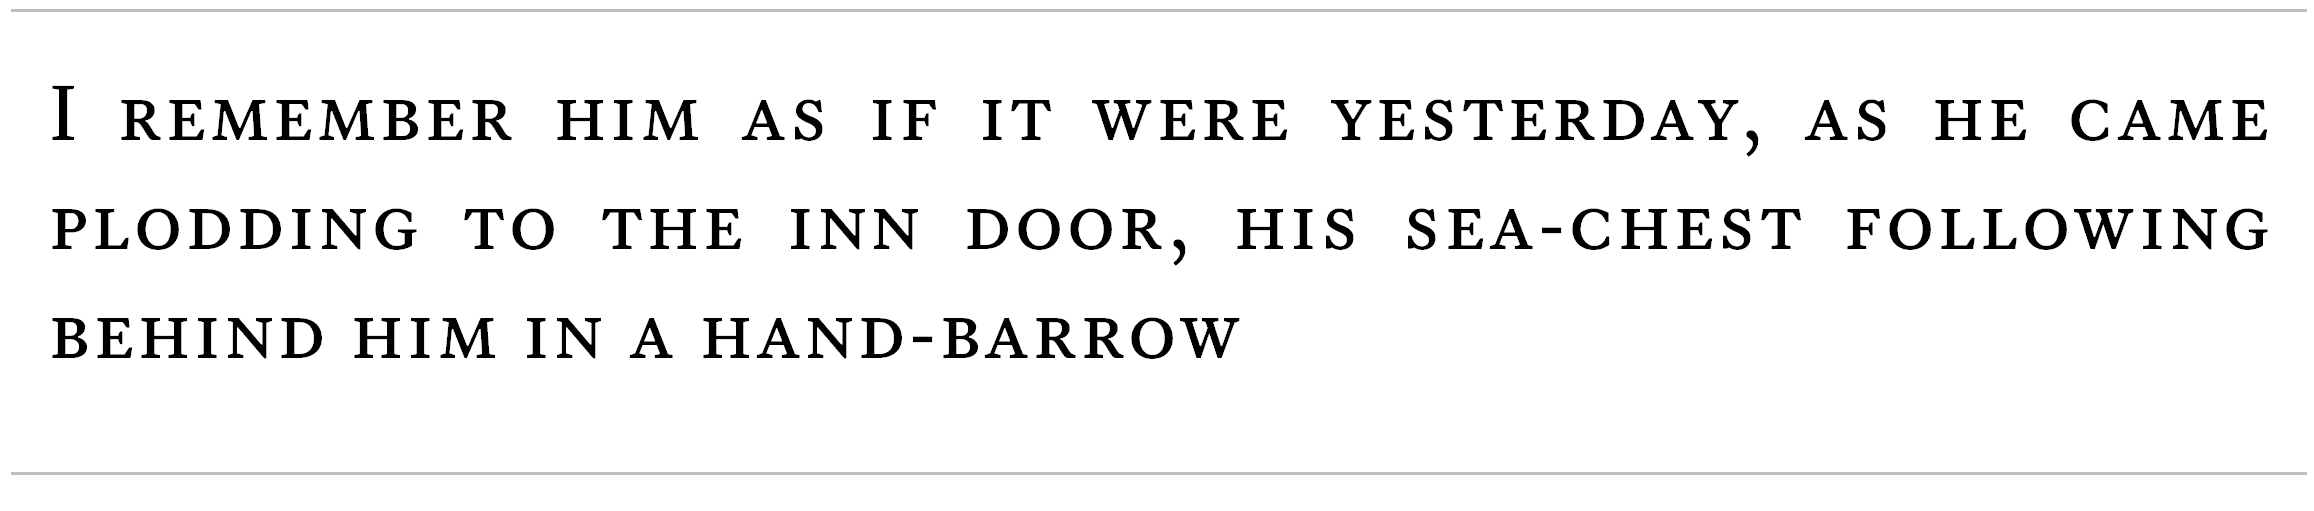 I remember him as if it were yesterday, as he came
plodding to the inn door, his sea-chest following
behind him in a hand-barrow